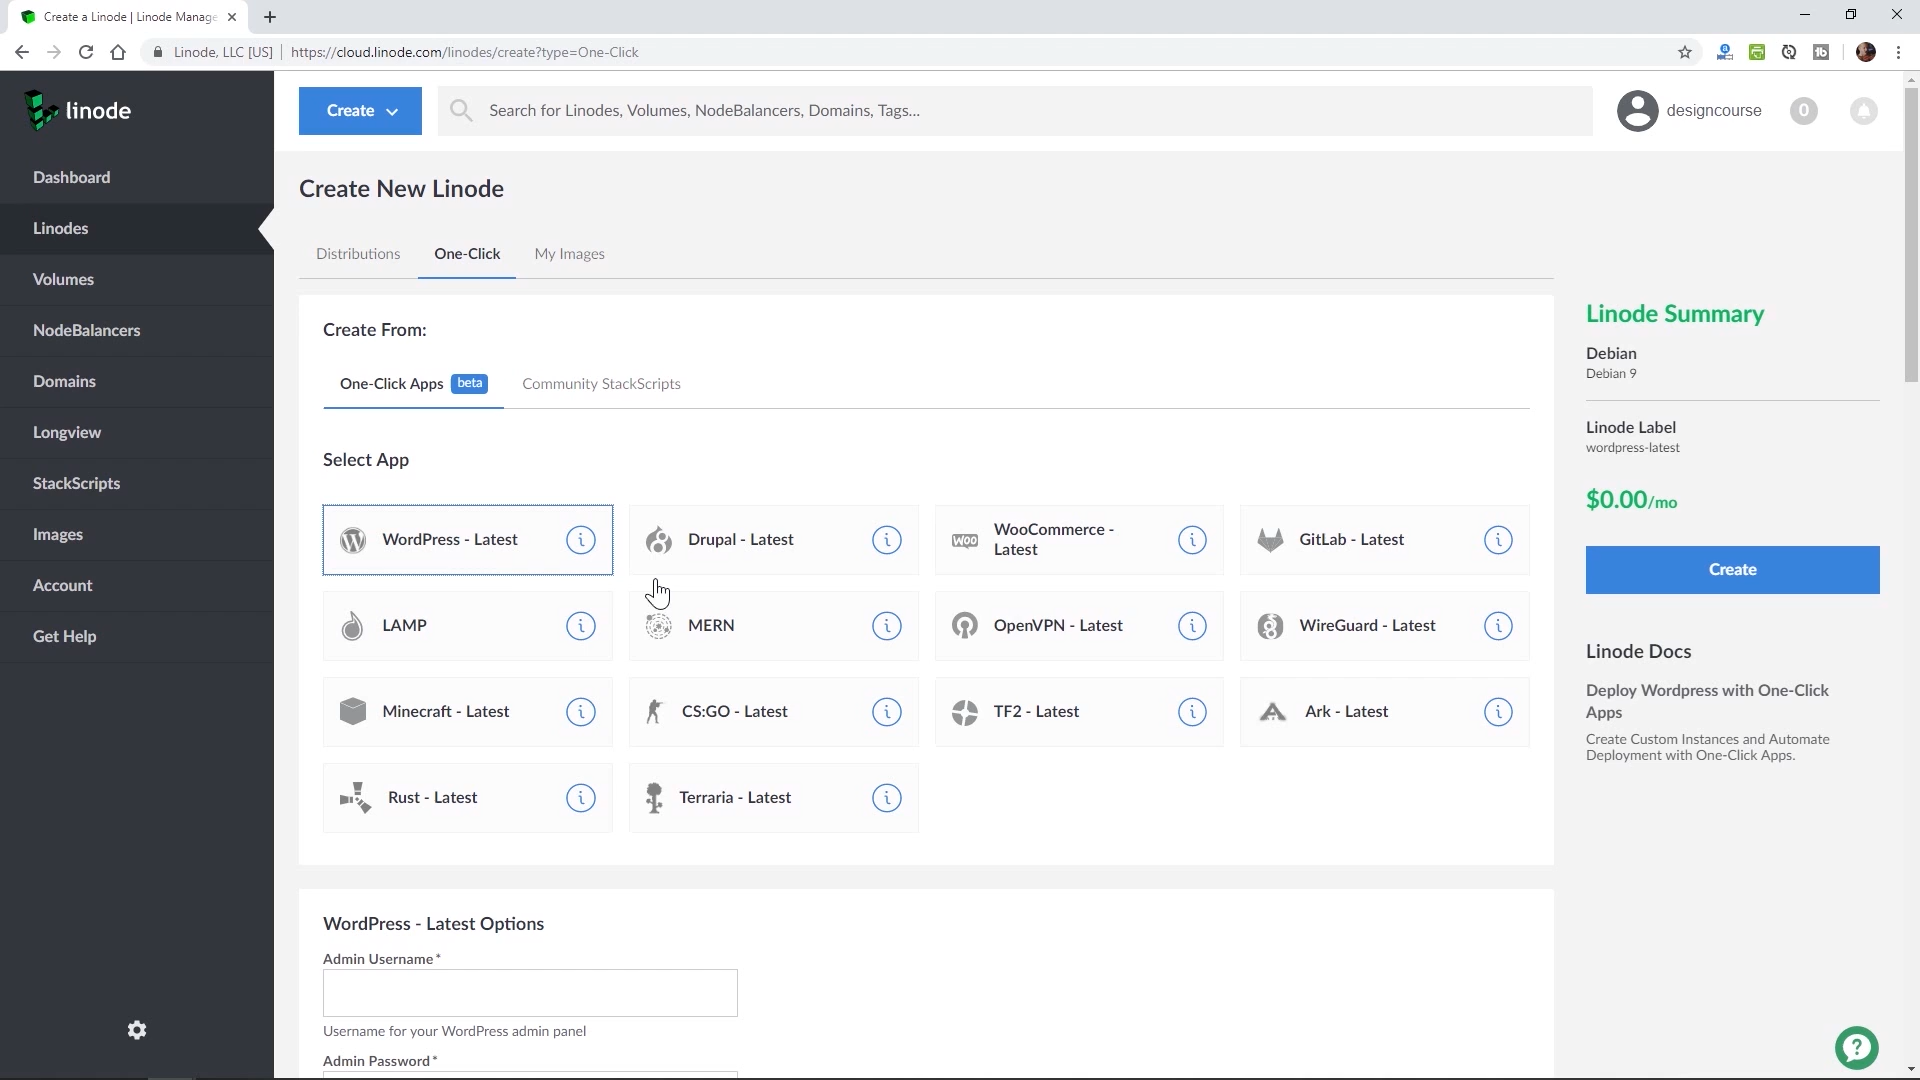 Create a Linode | Linode Manage
Linode, LLC [US] | https://cloud.linode.com/linodes/create?type=One-Click
linode
Create
Search for Linodes, Volumes, NodeBalancers, Domains, Tags...
designcourse
0
Dashboard
Linodes
Volumes
NodeBalancers
Domains
Longview
StackScripts
Images
Account
Get Help
Create New Linode
Distributions
One-Click
My Images
Create From:
One-Click Apps beta
Community StackScripts
Select App
WordPress - Latest
Drupal - Latest
WOO
WooCommerce -
Latest
GitLab - Latest
LAMP
MERN
OpenVPN - Latest
WireGuard - Latest
Minecraft - Latest
CS:GO - Latest
TF2 - Latest
Ark - Latest
Rust - Latest
Terraria - Latest
WordPress - Latest Options
Admin Username*
Username for your WordPress admin panel
Admin Password*
Linode Summary
Debian
Debian 9
Linode Label
wordpress-latest
$0.00/mo
Create
Linode Docs
Deploy Wordpress with One-Click
Apps
Create Custom Instances and Automate
Deployment with One-Click Apps.